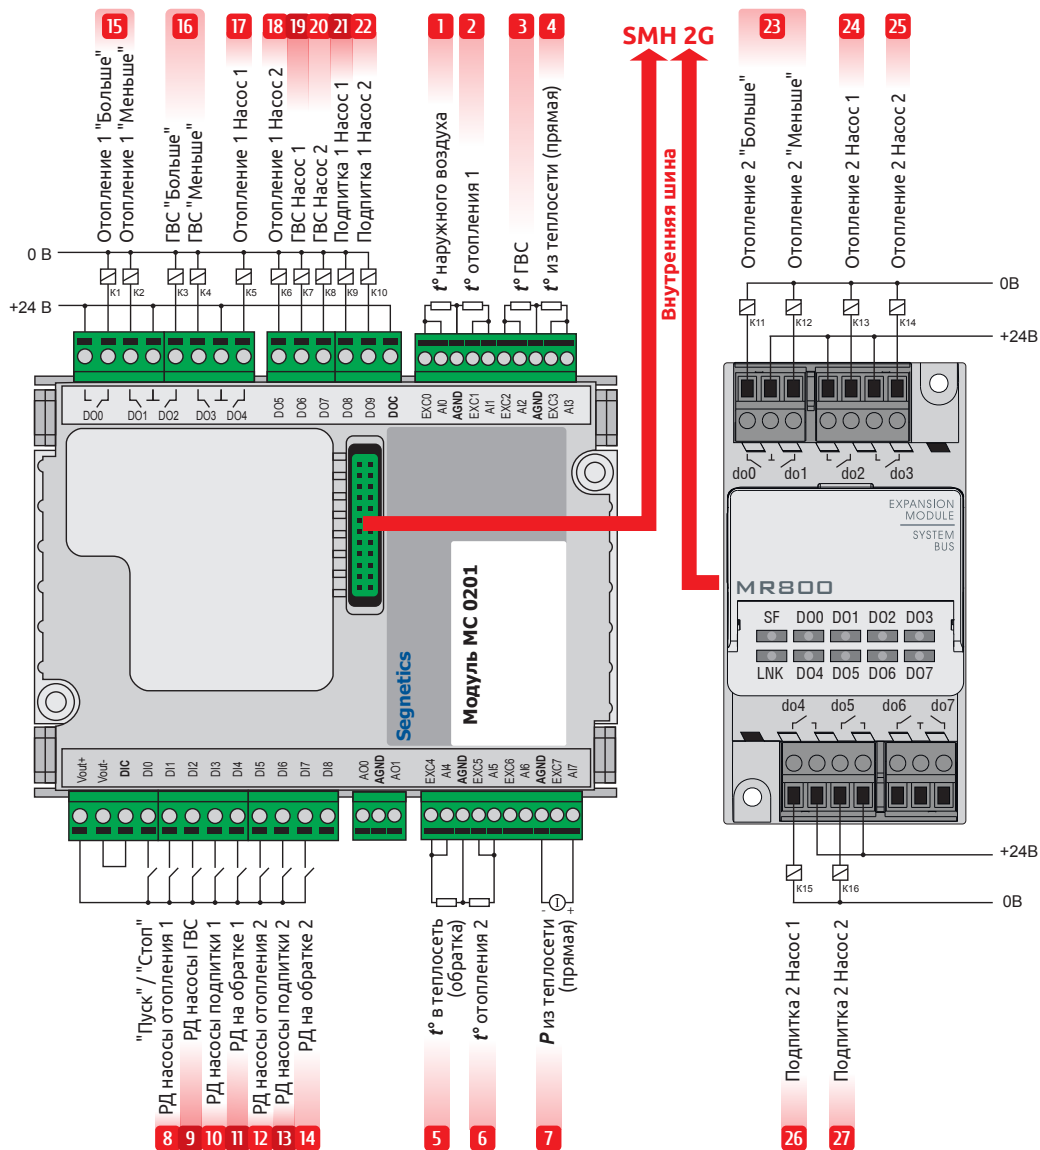 15 16 17 18 19 20 21 22 1 2 3 4 SMH 2G 23 24 25
Отопление 1 "Больше"
Отопление 1 "Меньше"
ГВС "Больше"
ГВС "Меньше"
Отопление 1 Насос 1
Отопление 1 Насос 2
ГВС Насос 1
ГВС Насос 2
Подпитка 1 Насос 1
Подпитка 1 Насос 2
t° наружного воздуха
t° отопления 1
t° ГВС
t° из теплосети (прямая)
Внутренняя шина
Отопление 2 "Больше"
Отопление 2 "Меньше"
Отопление 2 Насос 1
Отопление 2 Насос 2
0 В
K1 K2 K3 K4 K5 K6 K7 K8 K9 K10
+24 В
0В
K11 K12 K13 K14
+24В
DO0 DO1 DO2 DO3 DO4 DO5 DO6 DO7 DO8 DO9 DOC
EXC0 AI0 AGND EXC1 AI1 EXC2 AI2 AGND EXC3 AI3
do0 do1 do2 do3
EXPANSION
MODULE
SYSTEM
BUS
MR800
SF DO0 DO1 DO2 DO3
LNK DO4 DO5 DO6 DO7
do4 do5 do6 do7
Segnetics
Модуль МС 0201
Vout+ Vout- DIC DI0 DI1 DI2 DI3 DI4 DI5 DI6 DI7 DI8
AO0 AGND AO1
EXC4 AI4 AGND EXC5 AI5 EXC6 AI6 AGND EXC7 AI7
+24В
K15 K16
0В
- I +
"Пуск" / "Стоп"
РД насосы отопления 1
РД насосы ГВС
РД насосы подпитки 1
РД на обратке 1
РД насосы отопления 2
РД насосы подпитки 2
РД на обратке 2
t° в теплосеть
(обратка)
t° отопления 2
P из теплосети
(прямая)
Подпитка 2 Насос 1
Подпитка 2 Насос 2
8 9 10 11 12 13 14 5 6 7 26 27